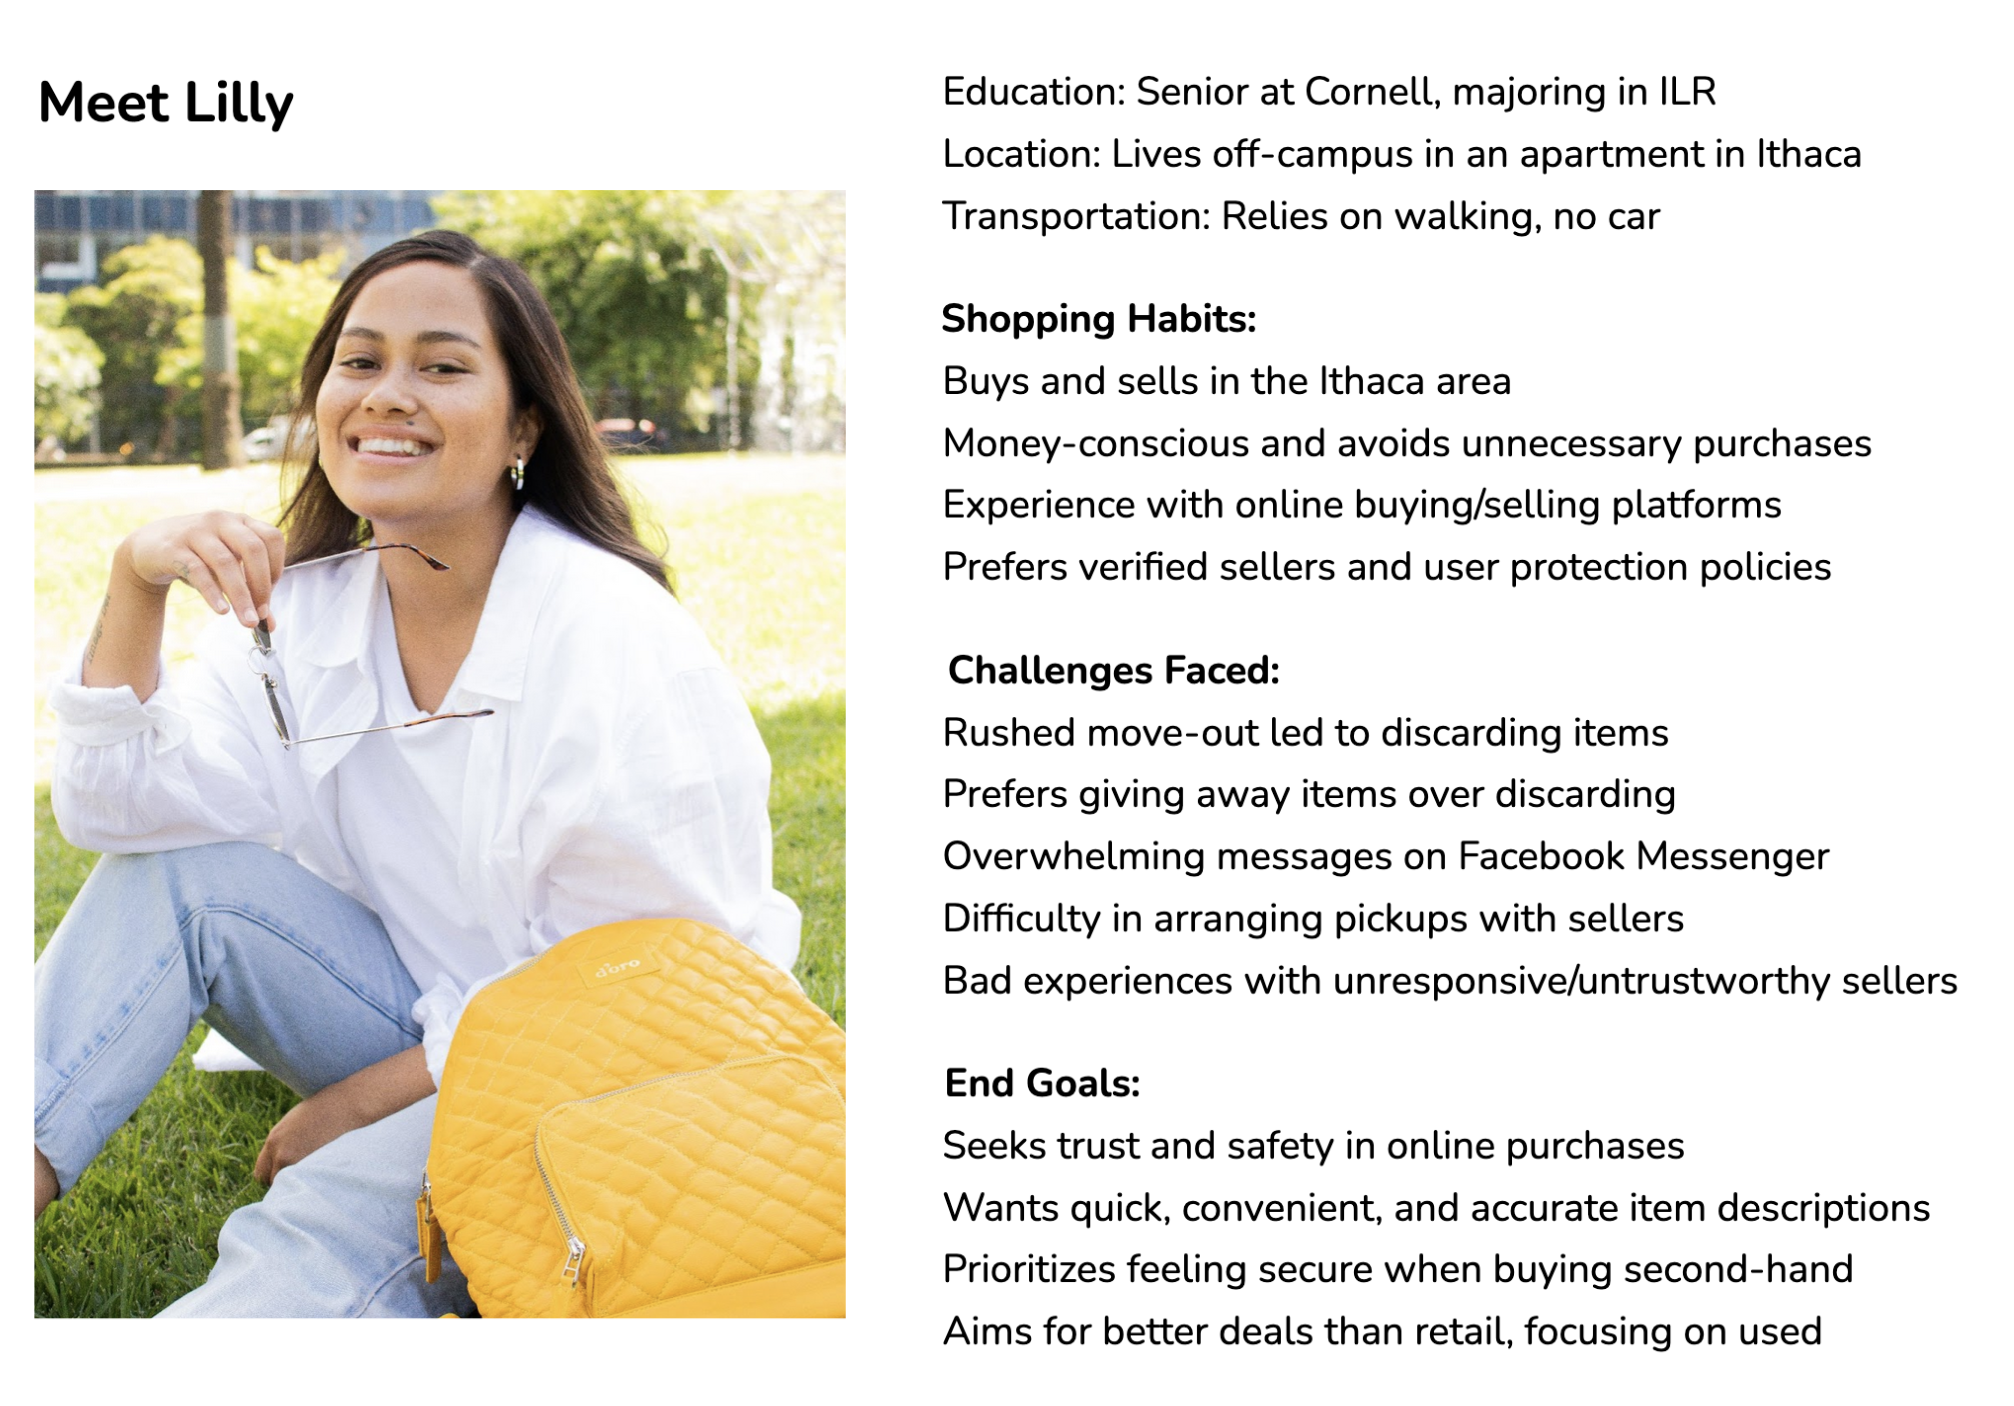 Meet Lilly
d'oro
Education: Senior at Cornell, majoring in ILR
Location: Lives off-campus in an apartment in Ithaca
Transportation: Relies on walking, no car
Shopping Habits:
Buys and sells in the Ithaca area
Money-conscious and avoids unnecessary purchases
Experience with online buying/selling platforms
Prefers verified sellers and user protection policies
Challenges Faced:
Rushed move-out led to discarding items
Prefers giving away items over discarding
Overwhelming messages on Facebook Messenger
Difficulty in arranging pickups with sellers
Bad experiences with unresponsive/untrustworthy sellers
End Goals:
Seeks trust and safety in online purchases
Wants quick, convenient, and accurate item descriptions
Prioritizes feeling secure when buying second-hand
Aims for better deals than retail, focusing on used